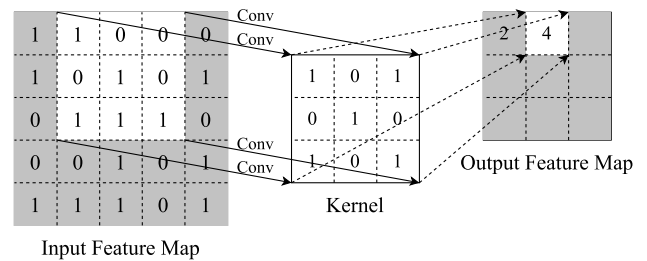 Conv
Conv
1 1 0 0 0
1 0 1 0 1
0 1 1 1 0
0 0 1 0 1
1 1 1 0 1
Input Feature Map
Conv
Conv
1 0 1
0 1 0
1 0 1
Kernel
2 4
Output Feature Map